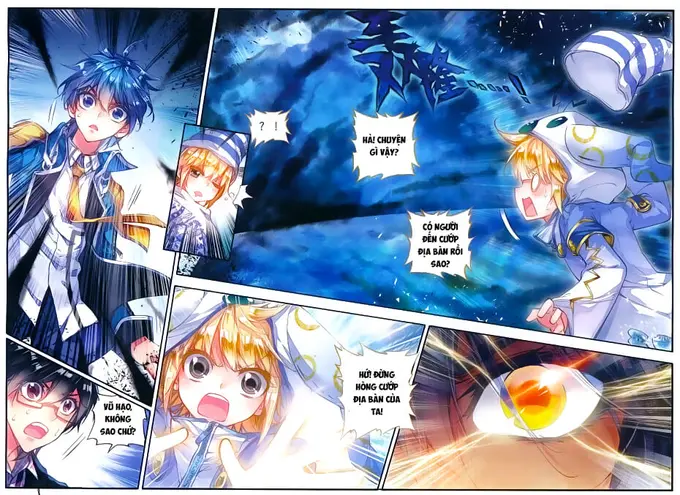 ?!
HẢ! CHUYỆN
GÌ VẬY?
CÓ NGƯỜI
ĐẾN CƯỚP
ĐỊA BÀN RỒI
SAO?
VŨ HẠO,
KHÔNG
SAO CHỨ?
HỨ! ĐỪNG
HÒNG CƯỚP
ĐỊA BÀN CỦA
TA!